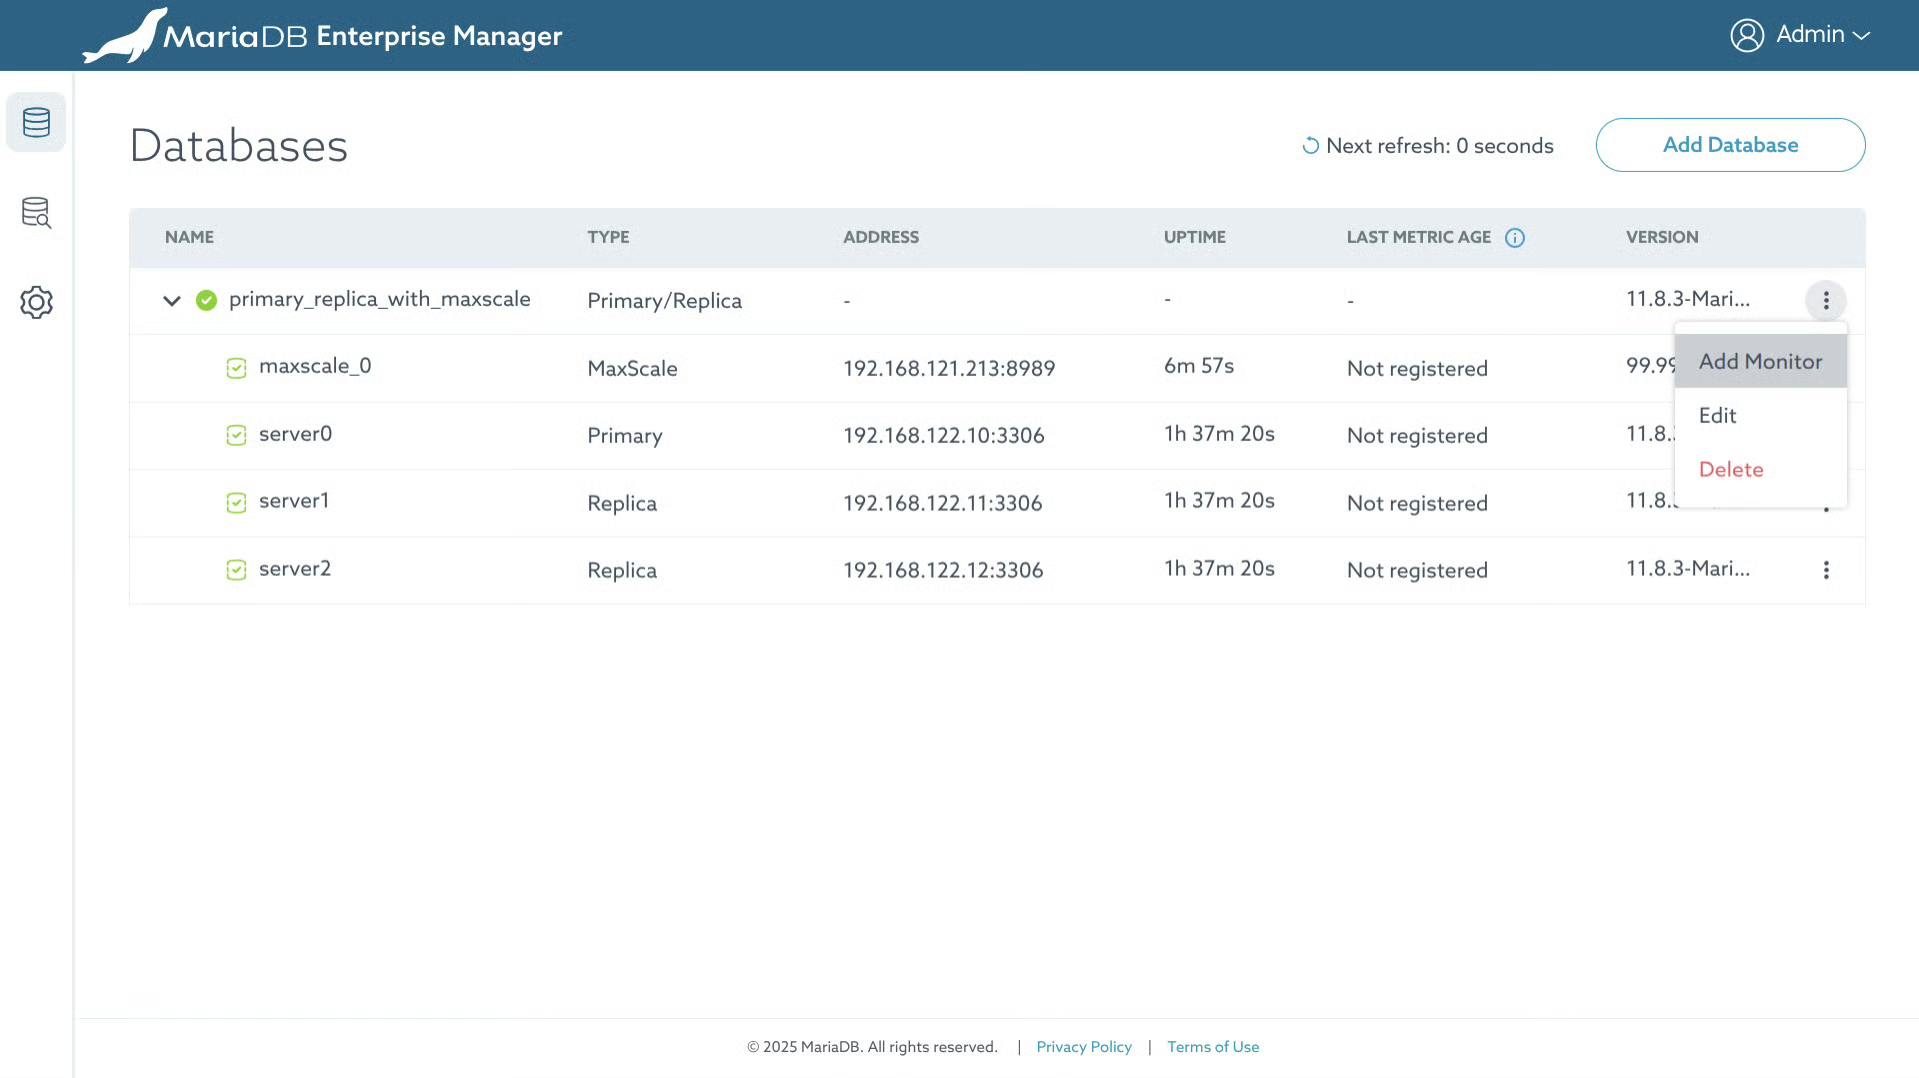 MariaDB Enterprise Manager
Admin
Databases
Next refresh: 0 seconds
Add Database
NAME TYPE ADDRESS UPTIME LAST METRIC AGE VERSION
primary_replica_with_maxscale Primary/Replica - - - 11.8.3-Mari...
maxscale_0 MaxScale 192.168.121.213:8989 6m 57s Not registered 99.99
Add Monitor
server0 Primary 192.168.122.10:3306 1h 37m 20s Not registered 11.8.
Edit
Delete
server1 Replica 192.168.122.11:3306 1h 37m 20s Not registered 11.8.
server2 Replica 192.168.122.12:3306 1h 37m 20s Not registered 11.8.3-Mari...
© 2025 MariaDB. All rights reserved. | Privacy Policy | Terms of Use